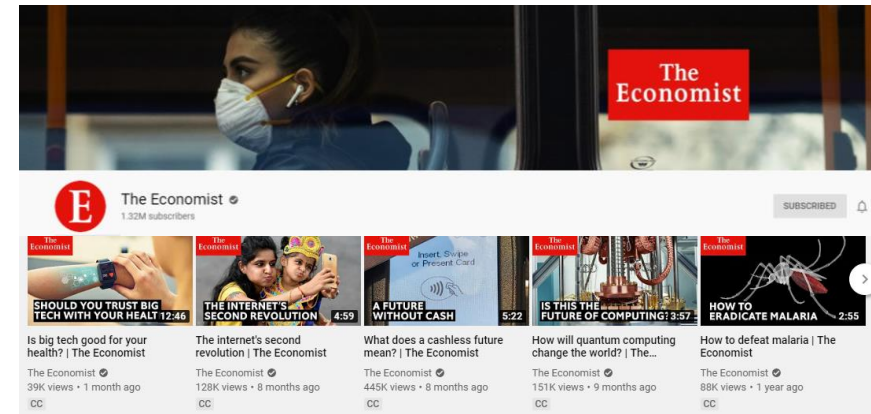 The
Economist
E
The Economist
1.32M subscribers
SUBSCRIBED
The
Economist
SHOULD YOU TRUST BIG
TECH WITH YOUR HEALT
12:46
The
Economist
THE INTERNET'S
SECOND REVOLUTION
4:59
The
Economist
Insert, Swipe
or Present Card
A FUTURE
WITHOUT CASH
5:22
The
Economist
IS THIS THE
FUTURE OF COMPUTING?
3:57
The
Economist
HOW TO
ERADICATE MALARIA
2:55
Is big tech good for your
health? | The Economist
The Economist
39K views • 1 month ago
CC
The internet's second
revolution | The Economist
The Economist
128K views • 8 months ago
CC
What does a cashless future
mean? | The Economist
The Economist
445K views • 8 months ago
CC
How will quantum computing
change the world? | The...
The Economist
151K views • 9 months ago
CC
How to defeat malaria | The
Economist
The Economist
88K views • 1 year ago
CC